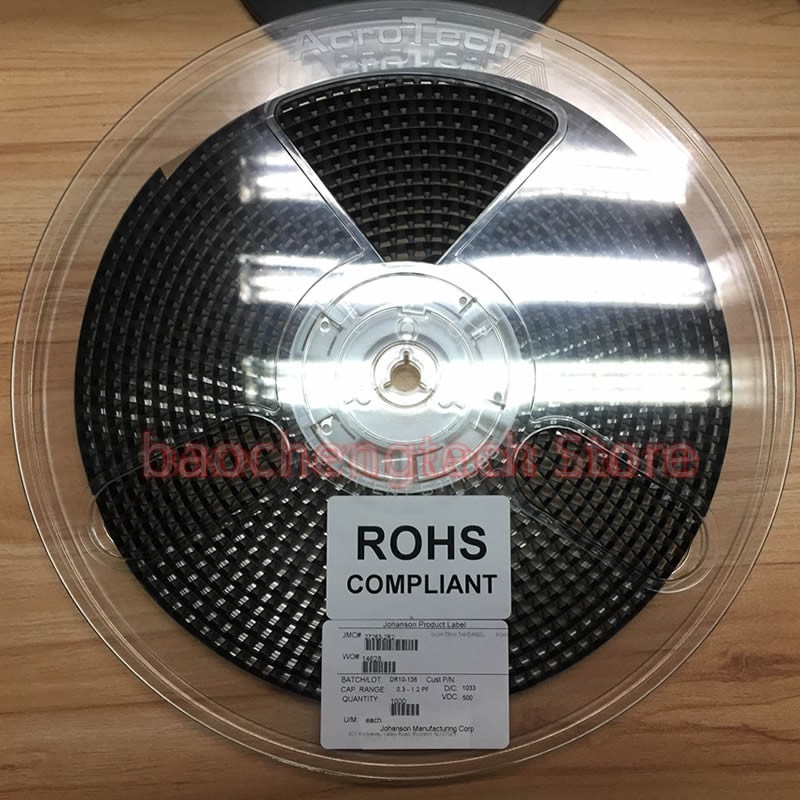 AcroTech
baochengtech Store
ROHS
COMPLIANT
Johanson Product Label
JMC#
WO# 14628
BATCH/LOT: Cust P/N
CAP. RANGE 0.3 - 1.2 PF D/C: 1033
QUANTITY 1000 VDC: 500
U/M: each
Johanson Manufacturing Corp